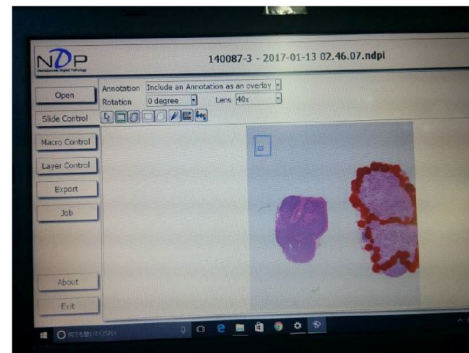 NDP
140087-3 - 2017-01-13 02.46.07.ndpi
Open
Annotation Include an Annotation as an overlay
Rotation 0 degree Lens 40x
Slide Control
Macro Control
Layer Control
Export
Job
About
Exit